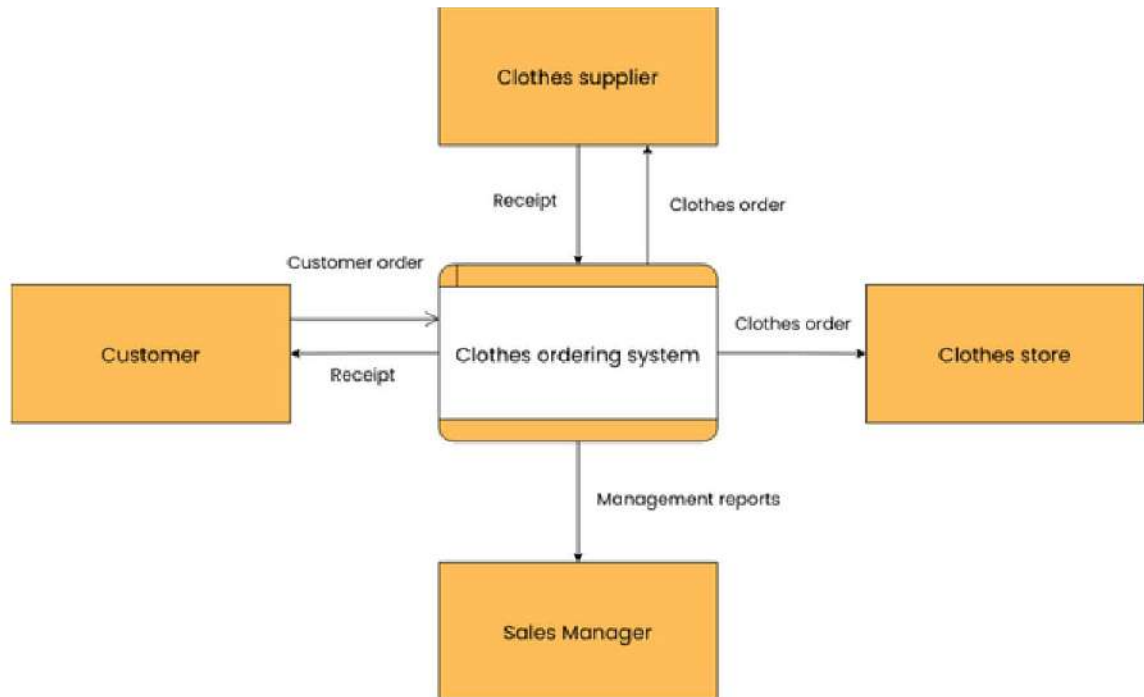 Clothes supplier
Receipt
Clothes order
Customer order
Clothes order
Customer
Clothes ordering system
Clothes store
Receipt
Management reports
Sales Manager